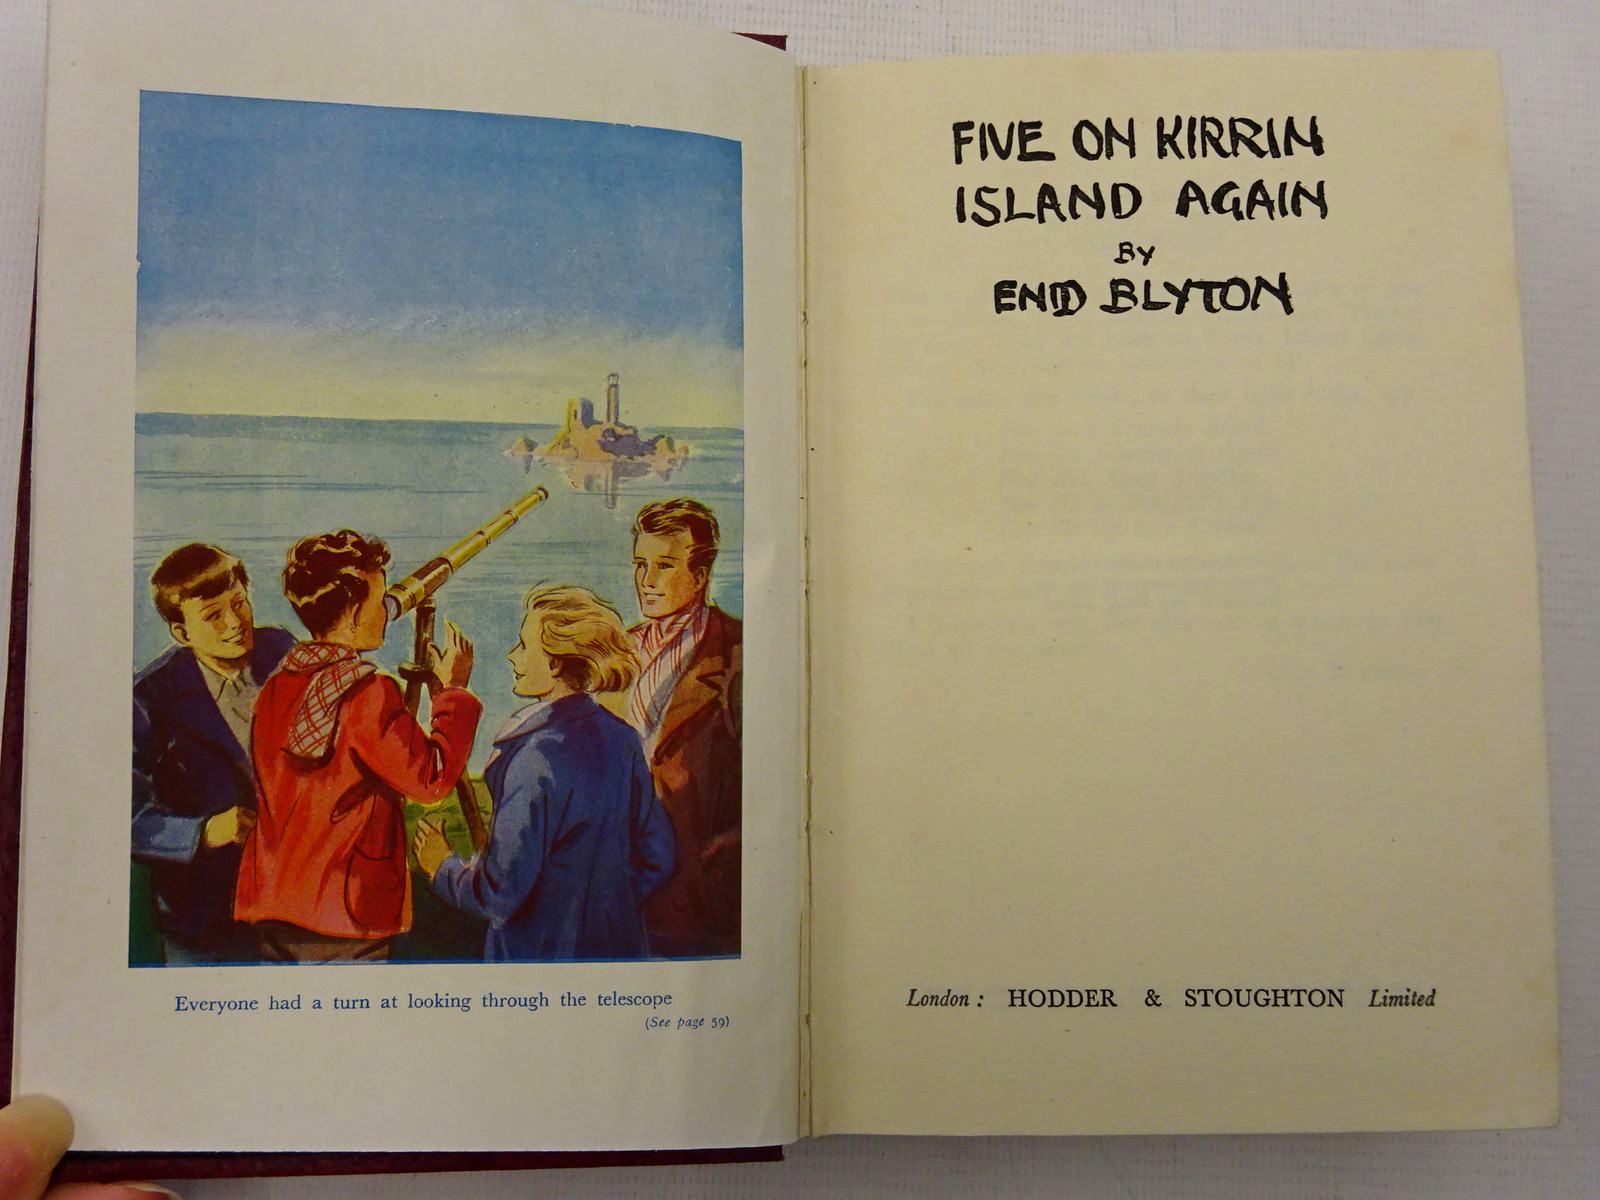 Everyone had a turn at looking through the telescope
(See page 59)
FIVE ON KIRRIN
ISLAND AGAIN
BY
ENID BLYTON
London: HODDER & STOUGHTON Limited